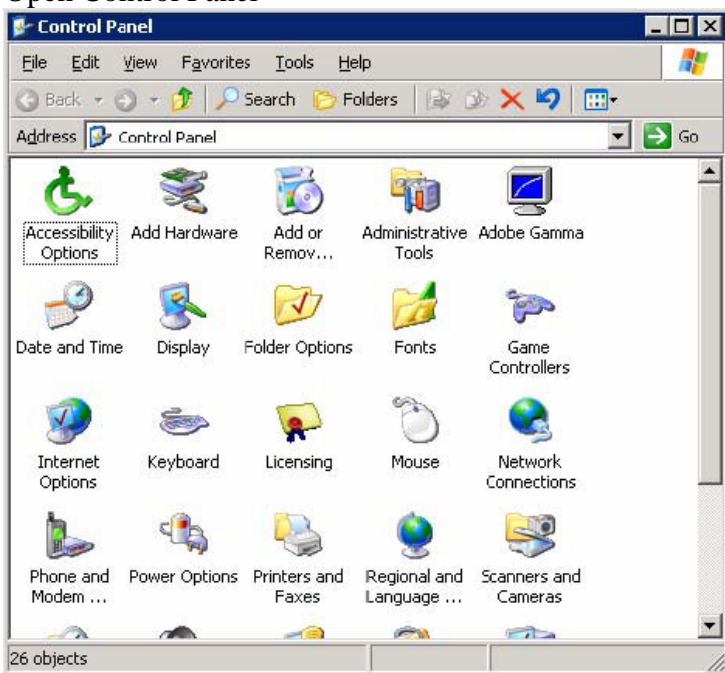 Open Control Panel
Control Panel
File Edit View Favorites Tools Help
Back Search Folders
Address Control Panel Go
Accessibility Options Add Hardware Add or Remov... Administrative Tools Adobe Gamma
Date and Time Display Folder Options Fonts Game Controllers
Internet Options Keyboard Licensing Mouse Network Connections
Phone and Modem ... Power Options Printers and Faxes Regional and Language ... Scanners and Cameras
26 objects